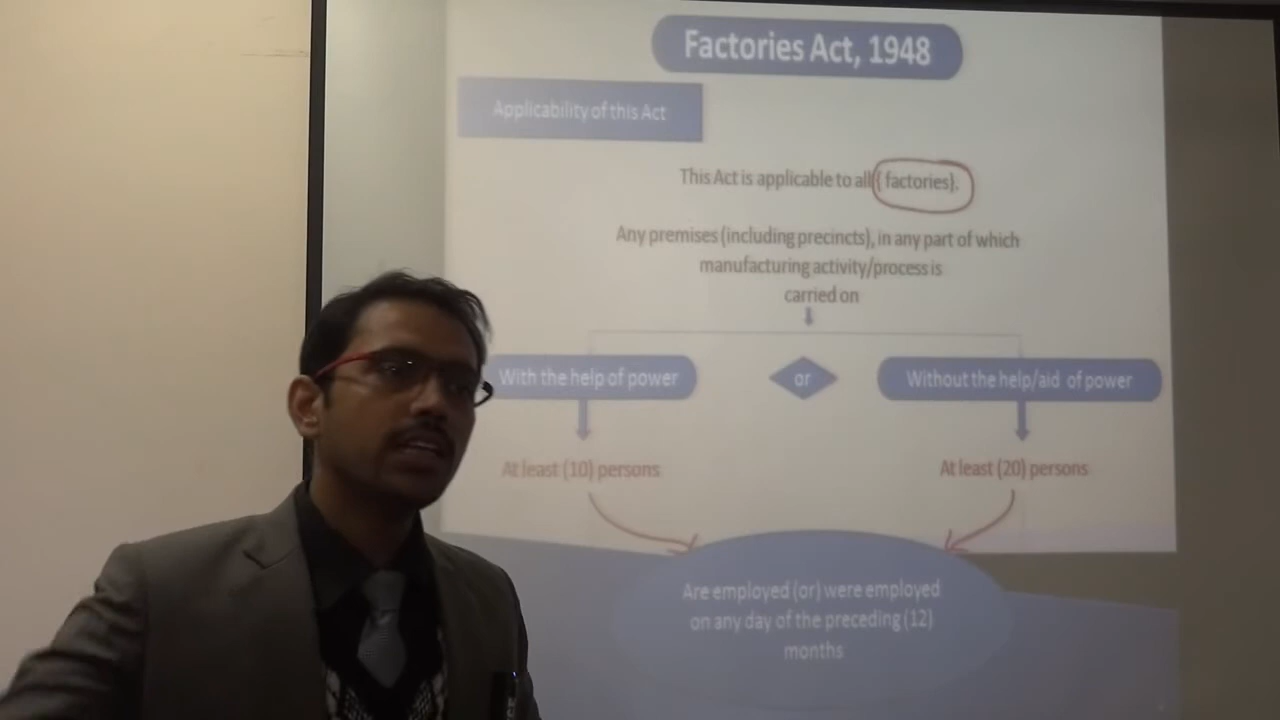 Factories Act, 1948
Applicability of this Act
This Act is applicable to all { factories}.
Any premises (including precincts), in any part of which
manufacturing activity/process is
carried on
With the help of power
or
Without the help/aid of power
At least (10) persons
At least (20) persons
Are employed (or) were employed
on any day of the preceding (12)
months